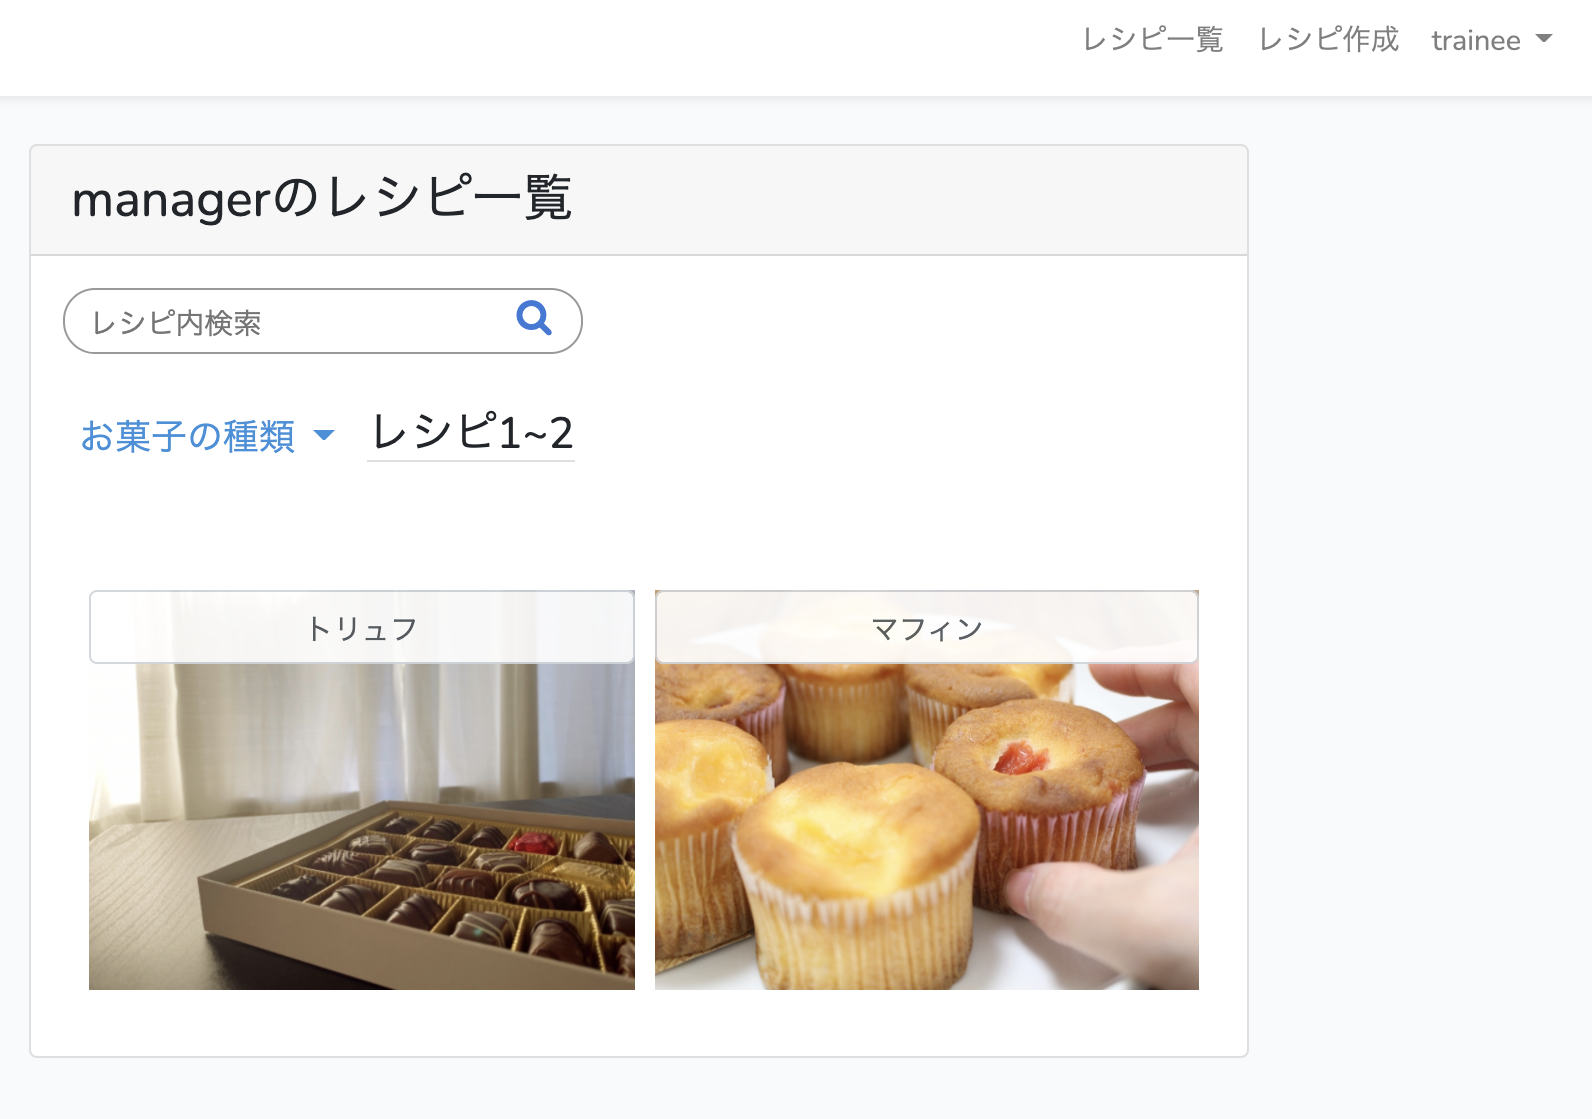 レシピ一覧 レシピ作成 trainee
managerのレシピ一覧
レシピ内検索
お菓子の種類 レシピ1~2
トリュフ マフィン